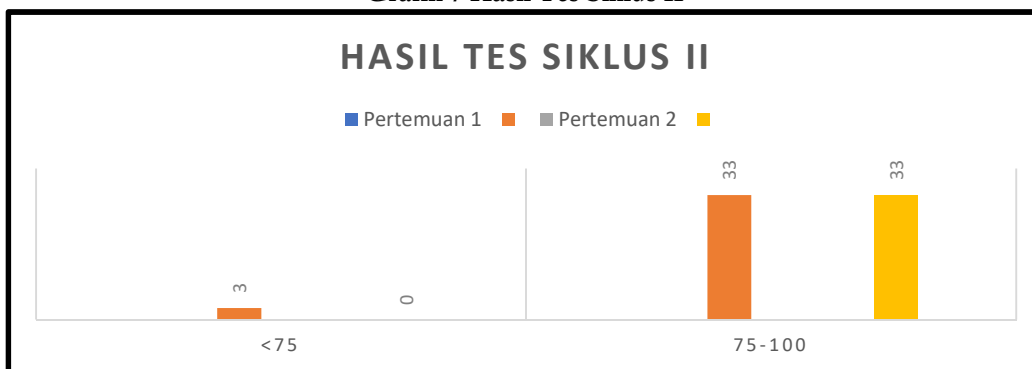 HASIL TES SIKLUS II
Pertemuan 1 Pertemuan 2
33 33
3 0
<75 75-100